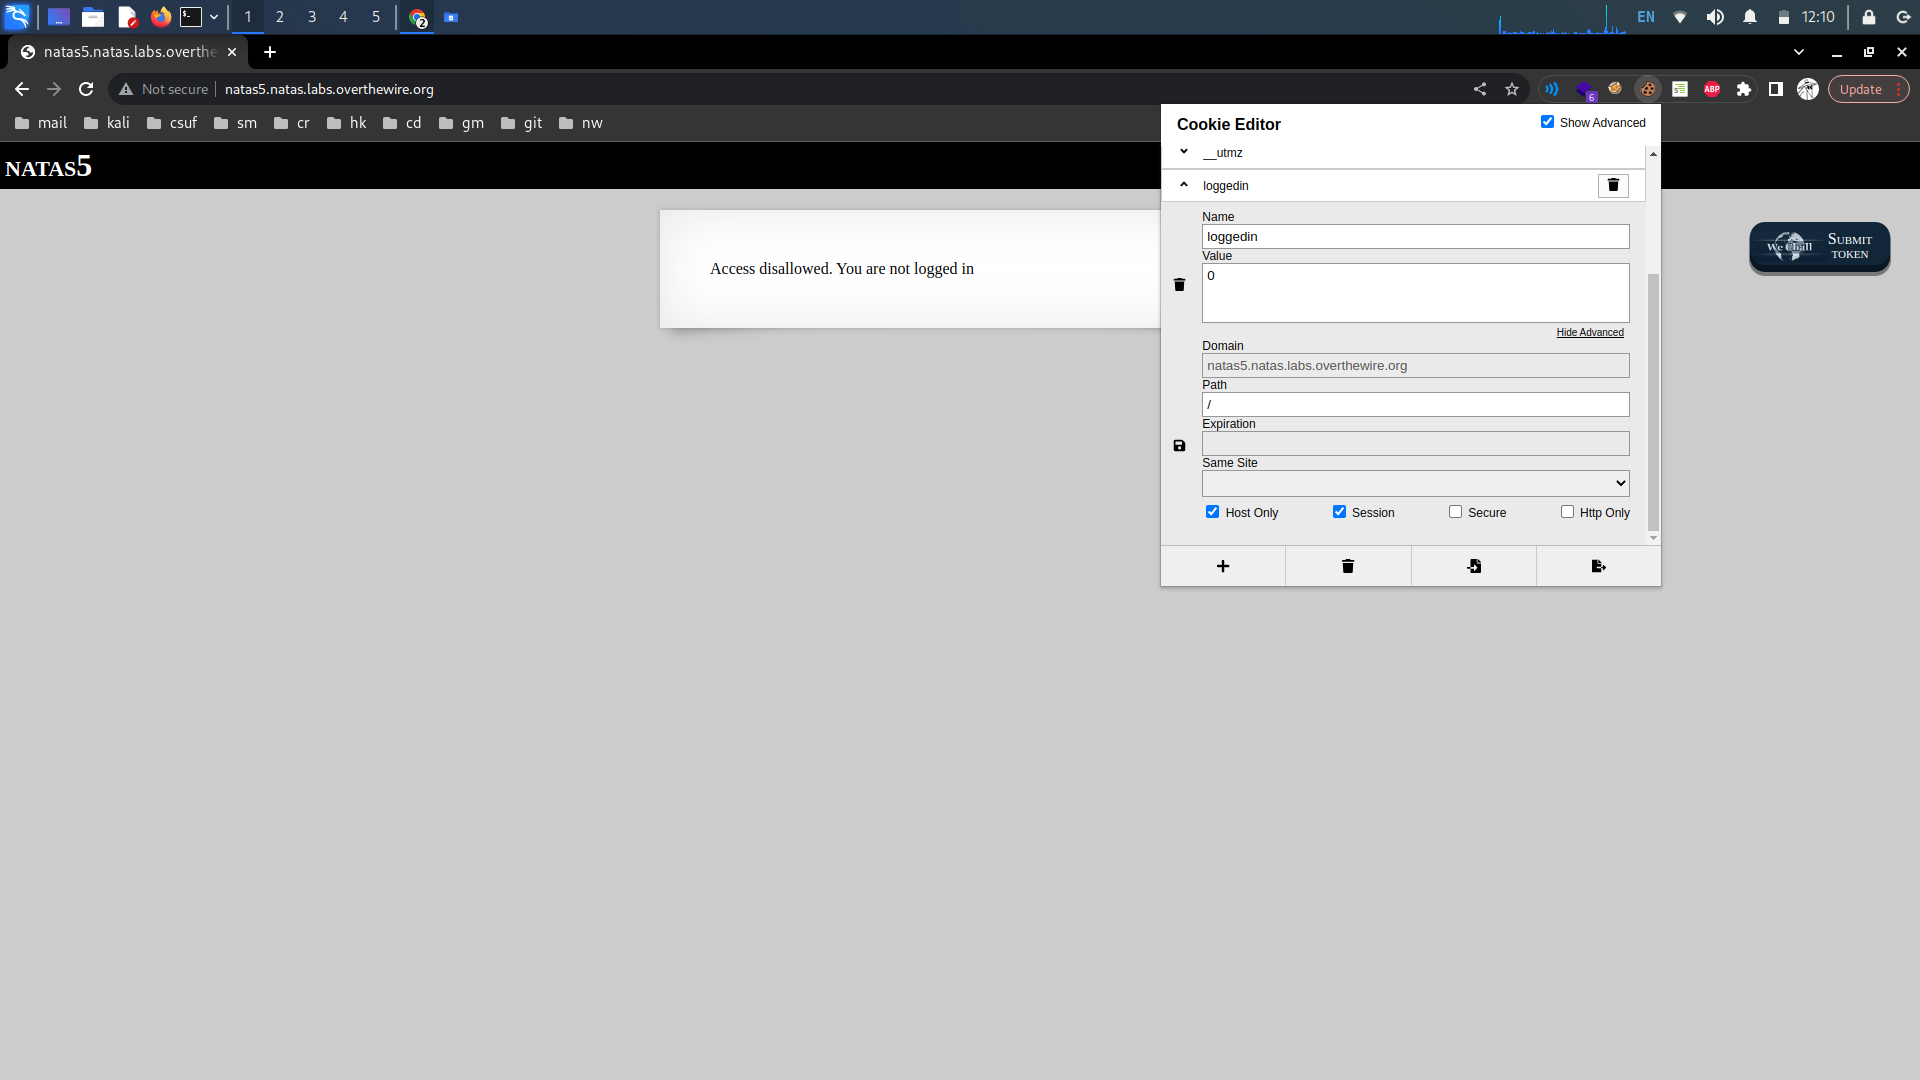 1 2 3 4 5 2 EN 12:10
natas5.natas.labs.overthe
Not secure natas5.natas.labs.overthewire.org 6 ABP Update
mail kali csuf sm cr hk cd gm git nw
NATAS5
Access disallowed. You are not logged in
We Chall SUBMIT
TOKEN
Cookie Editor Show Advanced
__utmz
loggedin
Name
loggedin
Value
0
Hide Advanced
Domain
natas5.natas.labs.overthewire.org
Path
/
Expiration
Same Site
Host Only Session Secure Http Only